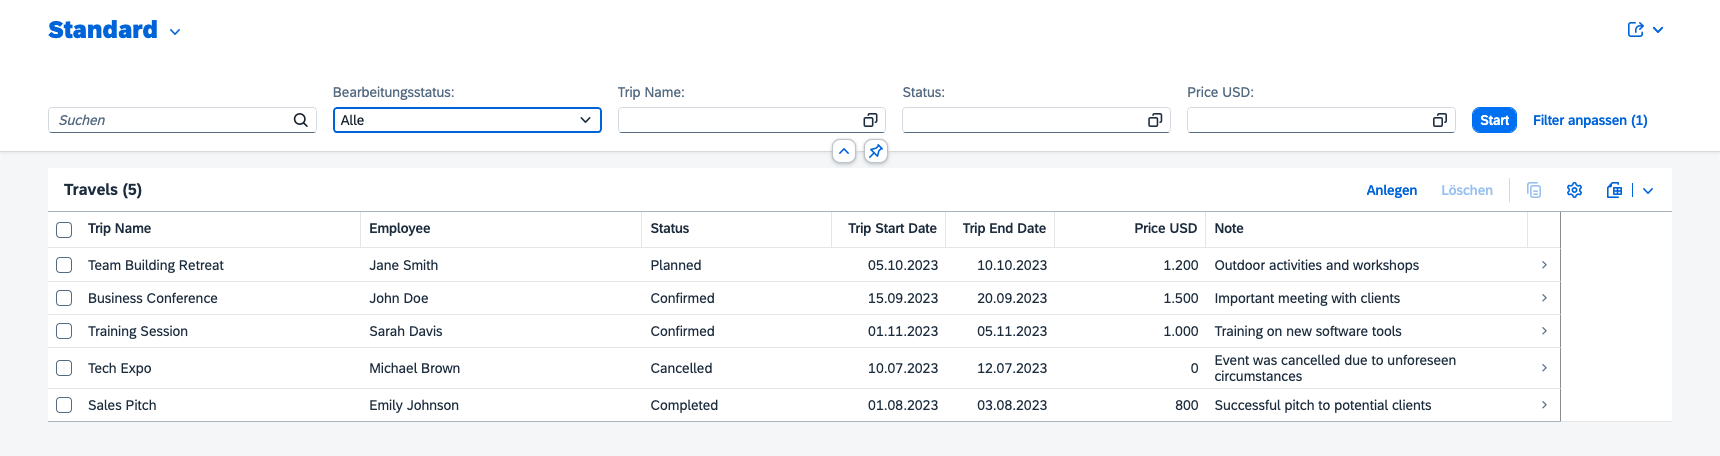 Standard
Bearbeitungsstatus: Trip Name: Status: Price USD:
Suchen Alle Start Filter anpassen (1)
Travels (5) Anlegen Löschen
Trip Name Employee Status Trip Start Date Trip End Date Price USD Note
Team Building Retreat Jane Smith Planned 05.10.2023 10.10.2023 1.200 Outdoor activities and workshops
Business Conference John Doe Confirmed 15.09.2023 20.09.2023 1.500 Important meeting with clients
Training Session Sarah Davis Confirmed 01.11.2023 05.11.2023 1.000 Training on new software tools
Tech Expo Michael Brown Cancelled 10.07.2023 12.07.2023 0 Event was cancelled due to unforeseen
circumstances
Sales Pitch Emily Johnson Completed 01.08.2023 03.08.2023 800 Successful pitch to potential clients